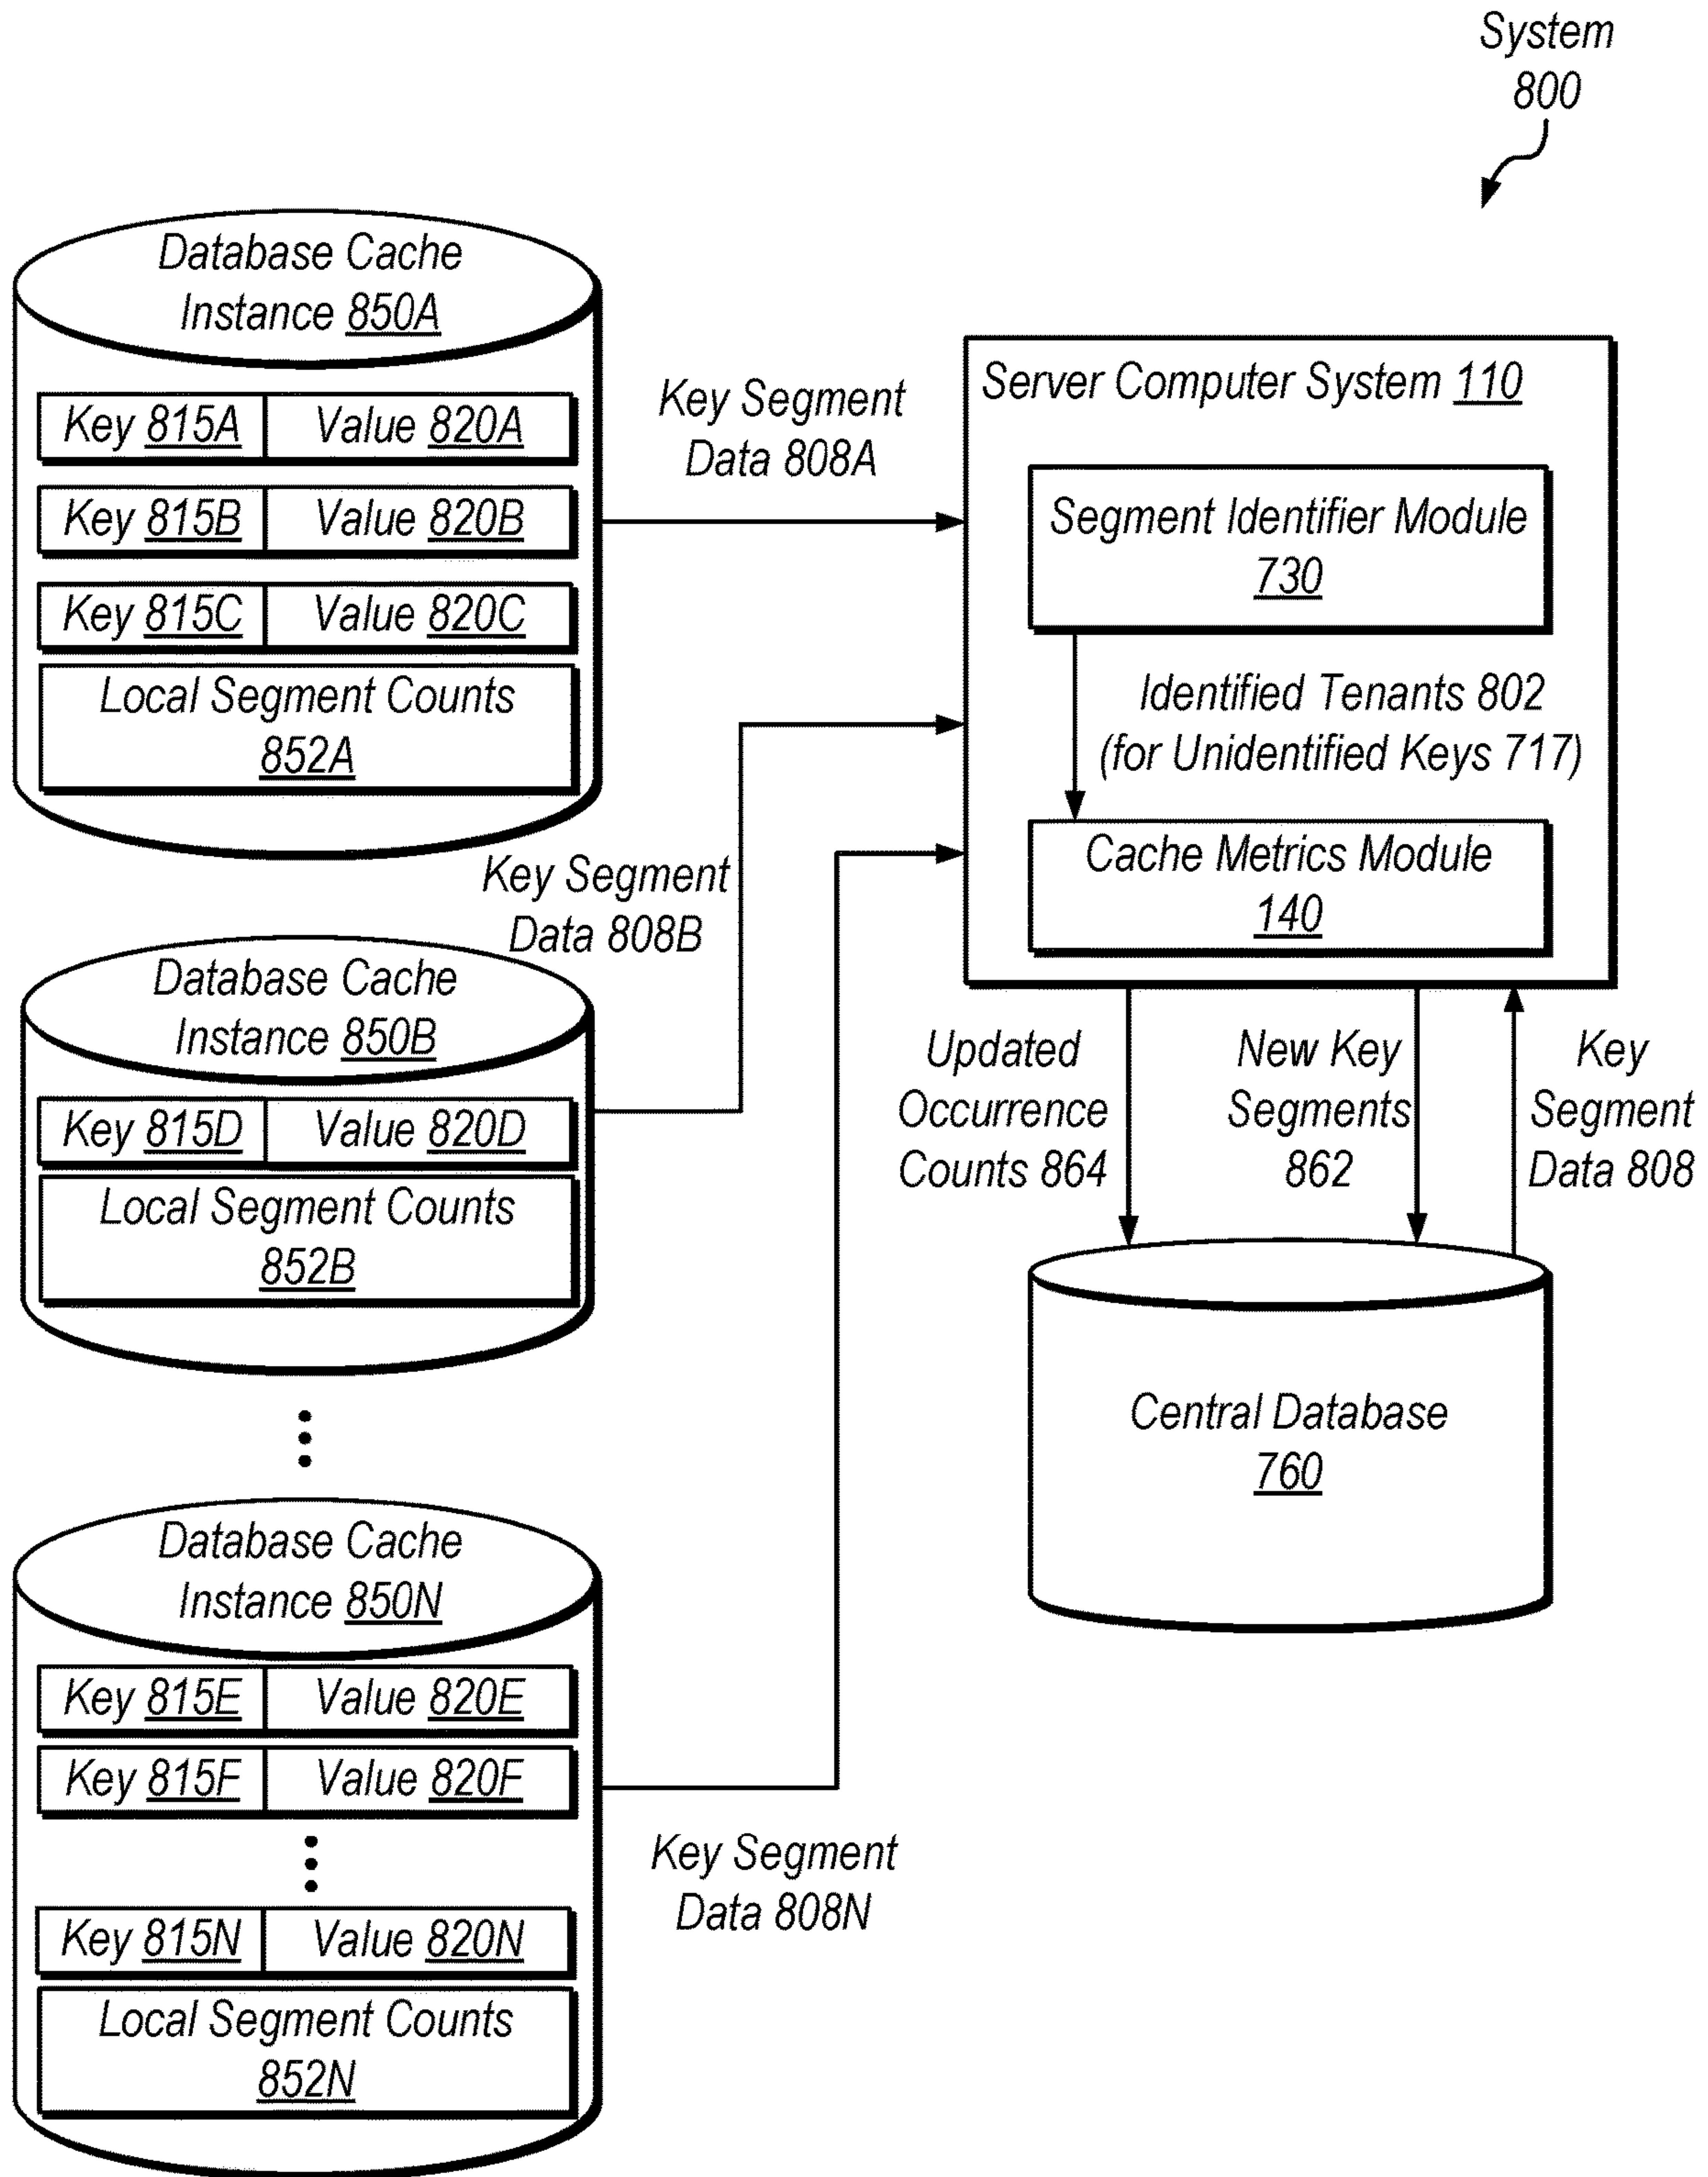 System
800
Database Cache
Instance 850A
Key 815A Value 820A
Key 815B Value 820B
Key 815C Value 820C
Local Segment Counts
852A
Key Segment
Data 808A
Server Computer System 110
Segment Identifier Module
730
Identified Tenants 802
(for Unidentified Keys 717)
Cache Metrics Module
140
Key Segment
Data 808B
Database Cache
Instance 850B
Key 815D Value 820D
Local Segment Counts
852B
Updated
Occurrence
Counts 864
New Key
Segments
862
Key
Segment
Data 808
Central Database
760
Database Cache
Instance 850N
Key 815E Value 820E
Key 815F Value 820F
Key 815N Value 820N
Local Segment Counts
852N
Key Segment
Data 808N